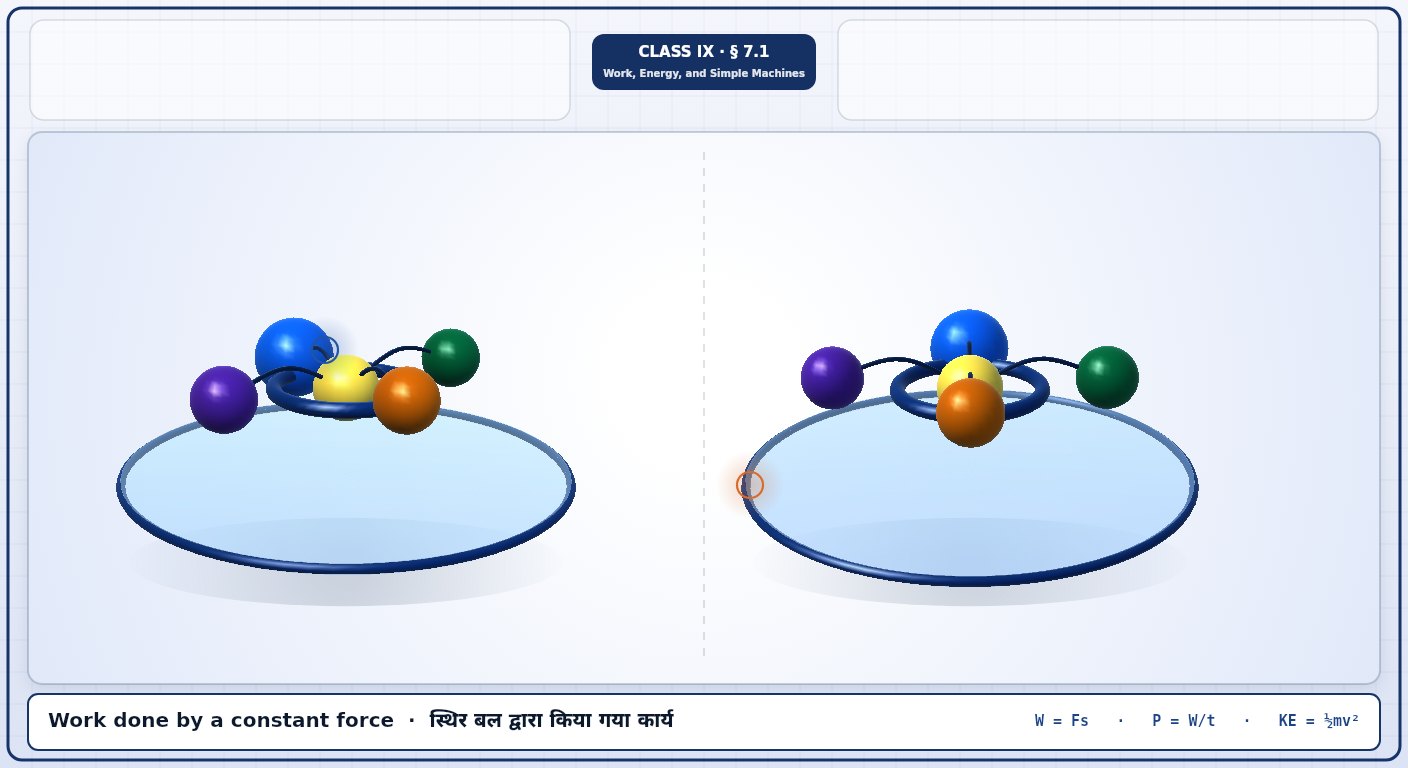 CLASS IX · § 7.1
Work, Energy, and Simple Machines
Work done by a constant force · स्थिर बल द्वारा किया गया कार्य
W = Fs · P = W/t · KE = ½mv²